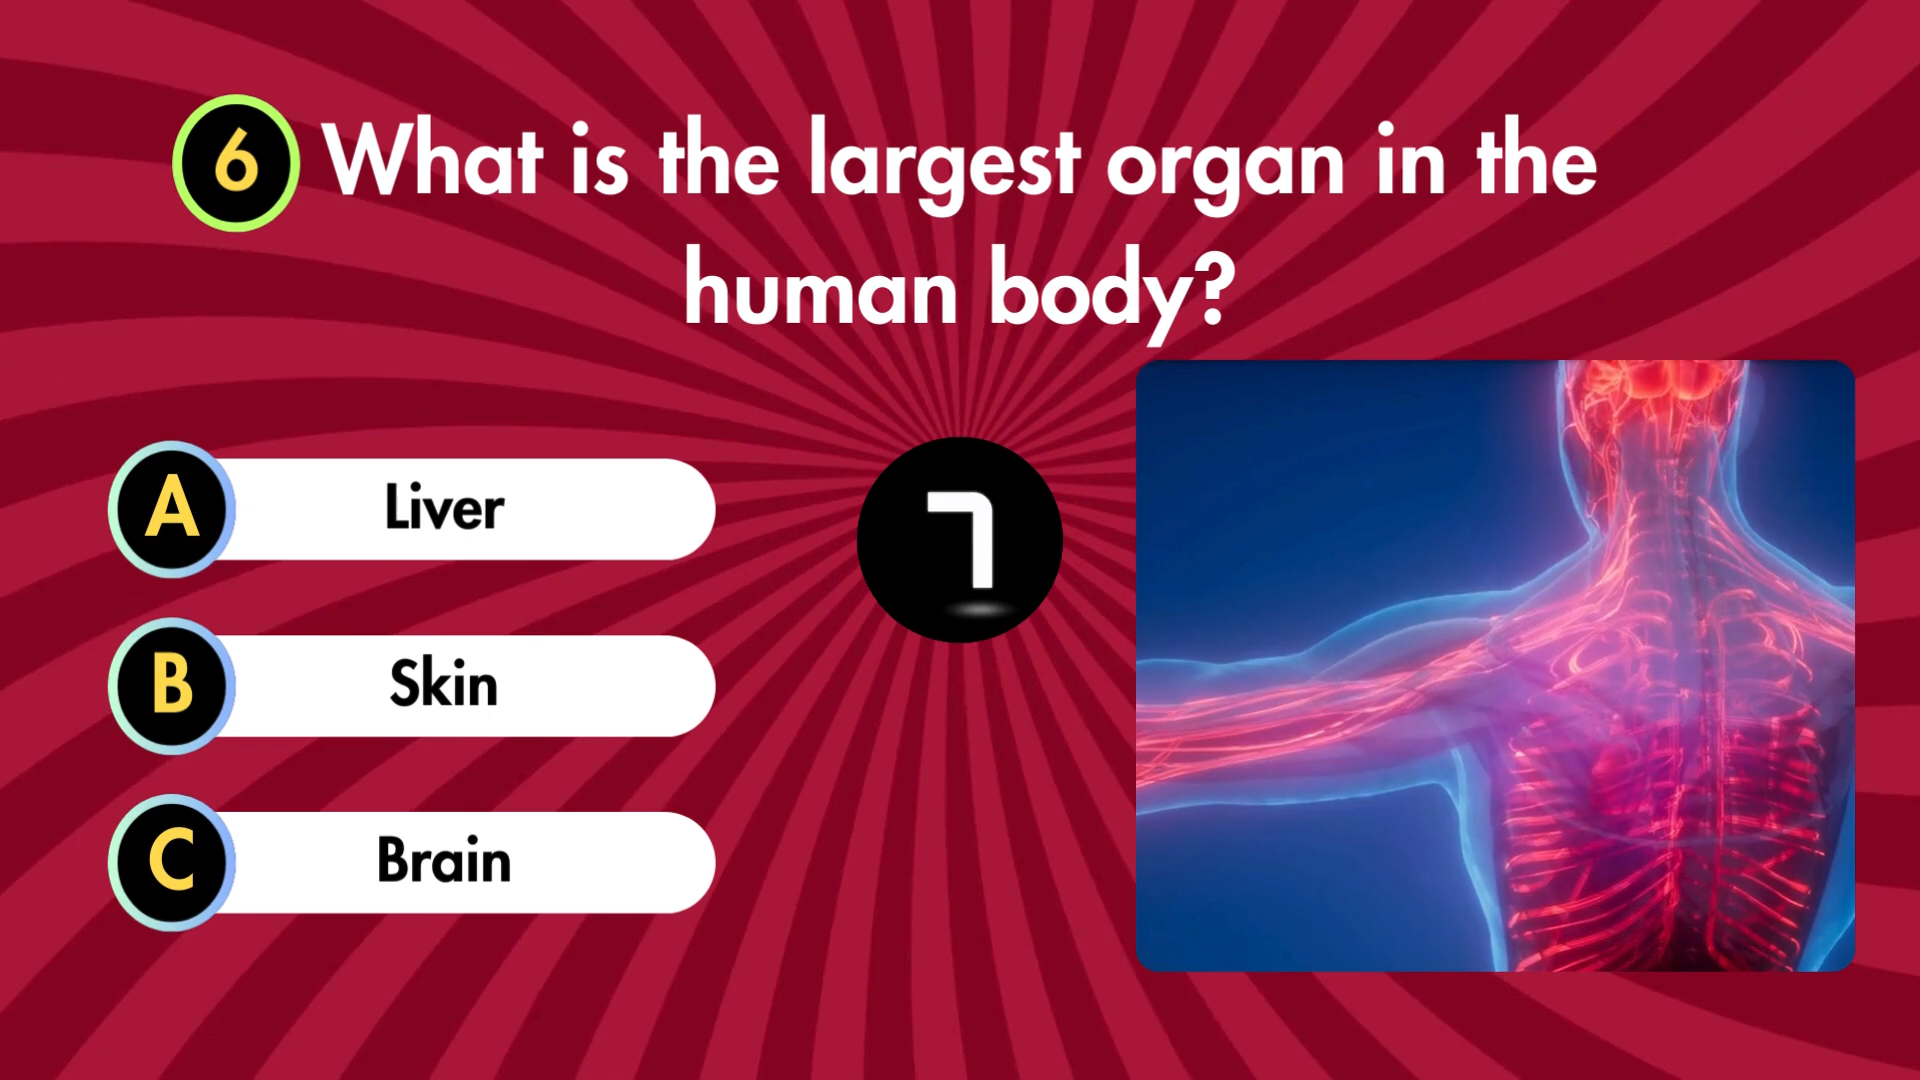 6 What is the largest organ in the
human body?
A Liver
7
B Skin
C Brain